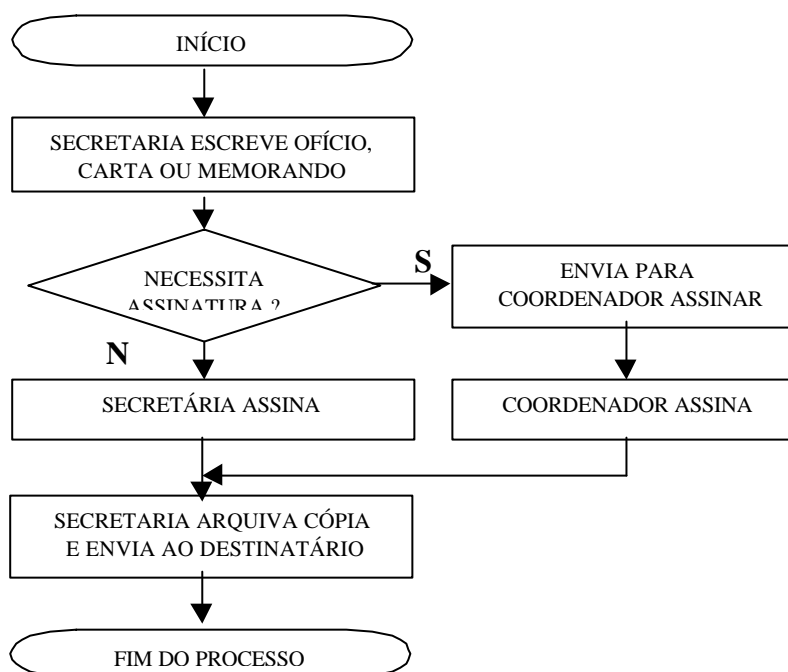 INÍCIO
SECRETARIA ESCREVE OFÍCIO,
CARTA OU MEMORANDO
NECESSITA
ASSINATURA ?
S
ENVIA PARA
COORDENADOR ASSINAR
N
SECRETÁRIA ASSINA
COORDENADOR ASSINA
SECRETARIA ARQUIVA CÓPIA
E ENVIA AO DESTINATÁRIO
FIM DO PROCESSO